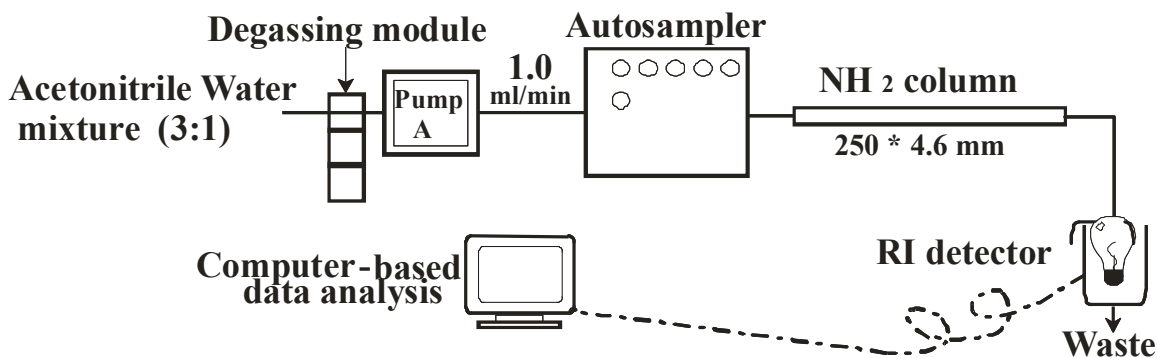 Degassing module
Autosampler
Acetonitrile Water
mixture (3:1)
Pump
A
1.0
ml/min
NH 2 column
250 * 4.6 mm
Computer-based
data analysis
RI detector
Waste